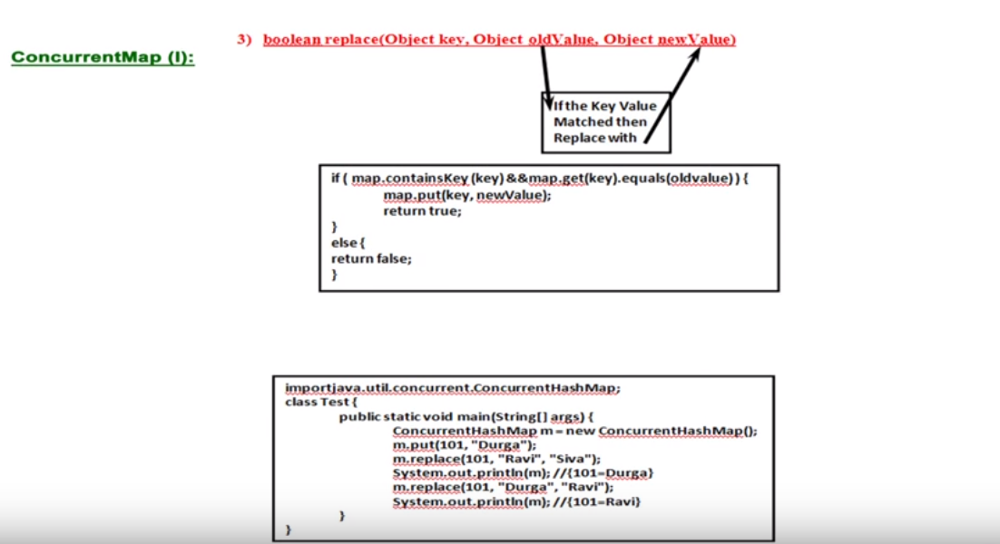 3) boolean replace(Object key, Object oldValue, Object newValue)
ConcurrentMap (I):
If the Key Value
Matched then
Replace with
if ( map.containsKey (key) &&map.get(key).equals(oldvalue)) {
map.put(key, newValue);
return true;
}
else {
return false;
}
importjava.util.concurrent.ConcurrentHashMap;
class Test {
public static void main(String[] args) {
ConcurrentHashMap m = new ConcurrentHashMap();
m.put(101, "Durga");
m.replace(101, "Ravi", "Siva");
System.out.println(m); //{101=Durga}
m.replace(101, "Durga", "Ravi");
System.out.println(m); //{101=Ravi}
}
}